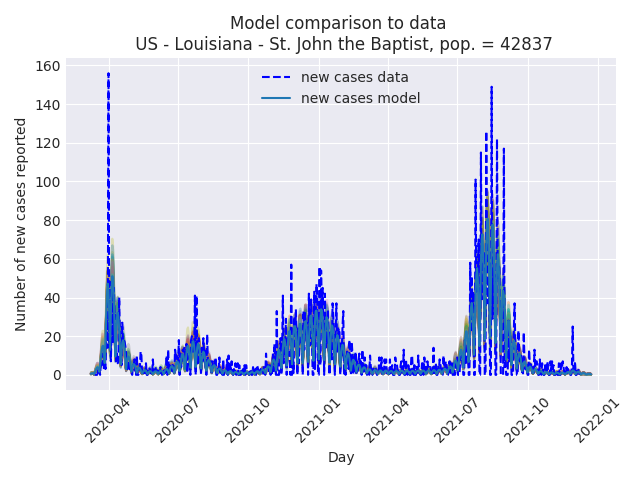 Model comparison to data
US - Louisiana - St. John the Baptist, pop. = 42837
new cases data
new cases model
Number of new cases reported
160
140
120
100
80
60
40
20
0
2020-04
2020-07
2020-10
2021-01
2021-04
2021-07
2021-10
2022-01
Day